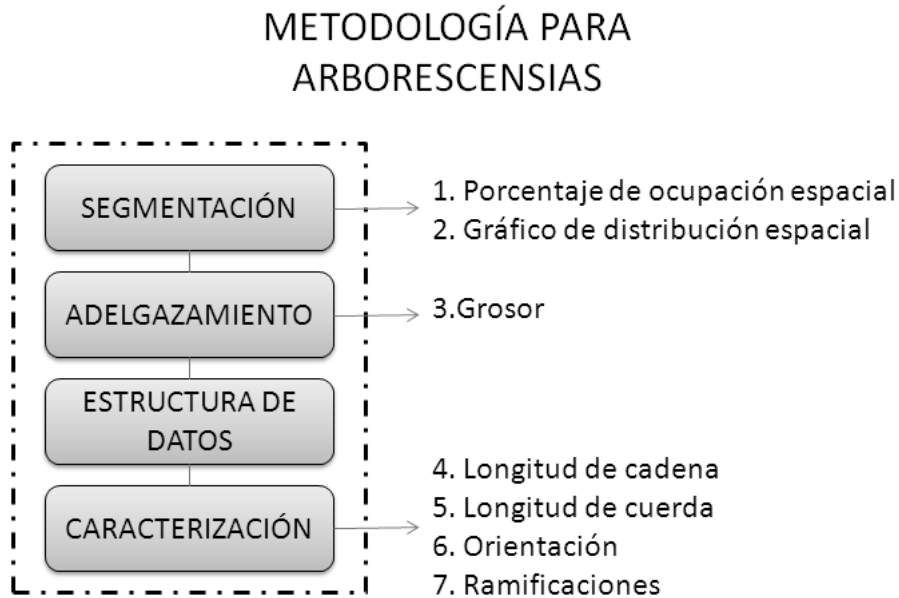 METODOLOGÍA PARA
ARBORESCENSIAS
SEGMENTACIÓN
1. Porcentaje de ocupación espacial
2. Gráfico de distribución espacial
ADELGAZAMIENTO
3.Grosor
ESTRUCTURA DE
DATOS
CARACTERIZACIÓN
4. Longitud de cadena
5. Longitud de cuerda
6. Orientación
7. Ramificaciones